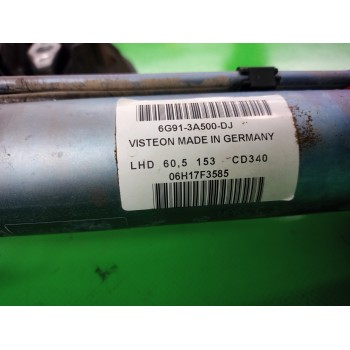 6G91-3A500-DJ
VISTEON MADE IN GERMANY
LHD 60,5 153 CD340
06H17F3585